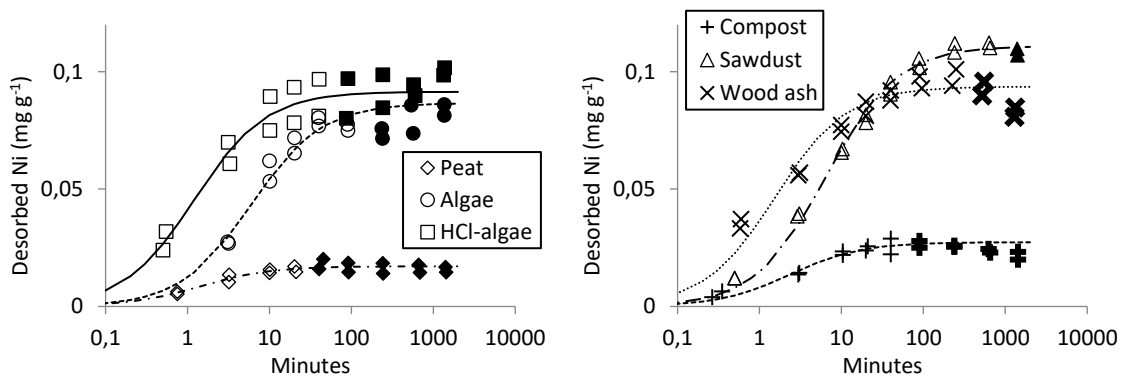 Desorbed Ni (mg g-1)
0,1
0,05
0
Peat
Algae
HCl-algae
0,1 1 10 100 1000 10000
Minutes
Desorbed Ni (mg g-1)
Compost
Sawdust
Wood ash
0,1
0,05
0
0,1 1 10 100 1000 10000
Minutes